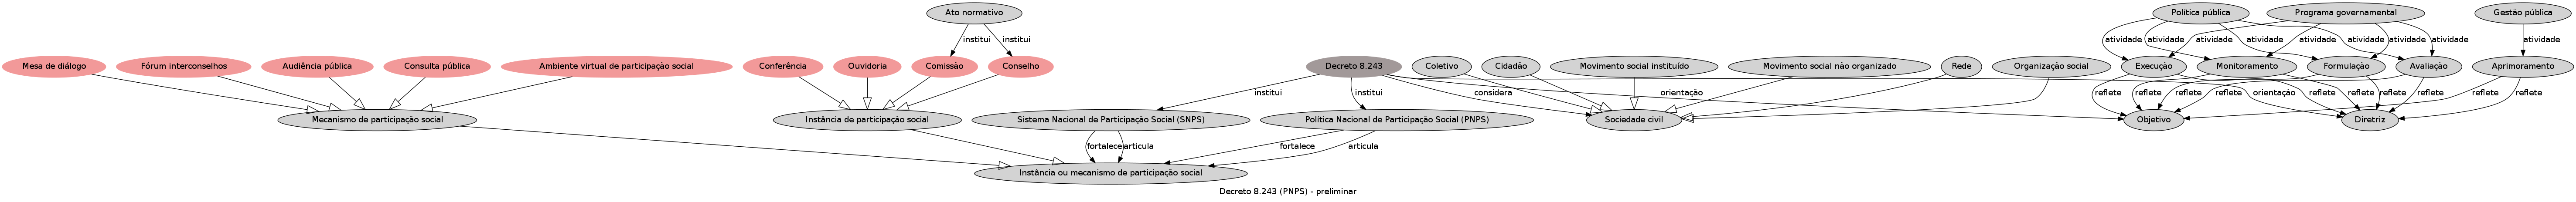 Ato normativo
Política pública
Programa governamental
Gestão pública
institui
institui
atividade
atividade
atividade
atividade
atividade
atividade
atividade
atividade
atividade
Mesa de diálogo
Fórum interconselhos
Audiência pública
Consulta pública
Ambiente virtual de participação social
Conferência
Ouvidoria
Comissão
Conselho
Decreto 8.243
Coletivo
Cidadão
Movimento social instituído
Movimento social não organizado
Rede
Organização social
Execução
Monitoramento
Formulação
Avaliação
Aprimoramento
institui
institui
considera
orientação
orientação
reflete
reflete
reflete
reflete
reflete
reflete
reflete
reflete
reflete
reflete
Mecanismo de participação social
Instância de participação social
Sistema Nacional de Participação Social (SNPS)
Política Nacional de Participação Social (PNPS)
Sociedade civil
Objetivo
Diretriz
fortalece
articula
fortalece
articula
Instância ou mecanismo de participação social
Decreto 8.243 (PNPS) - preliminar